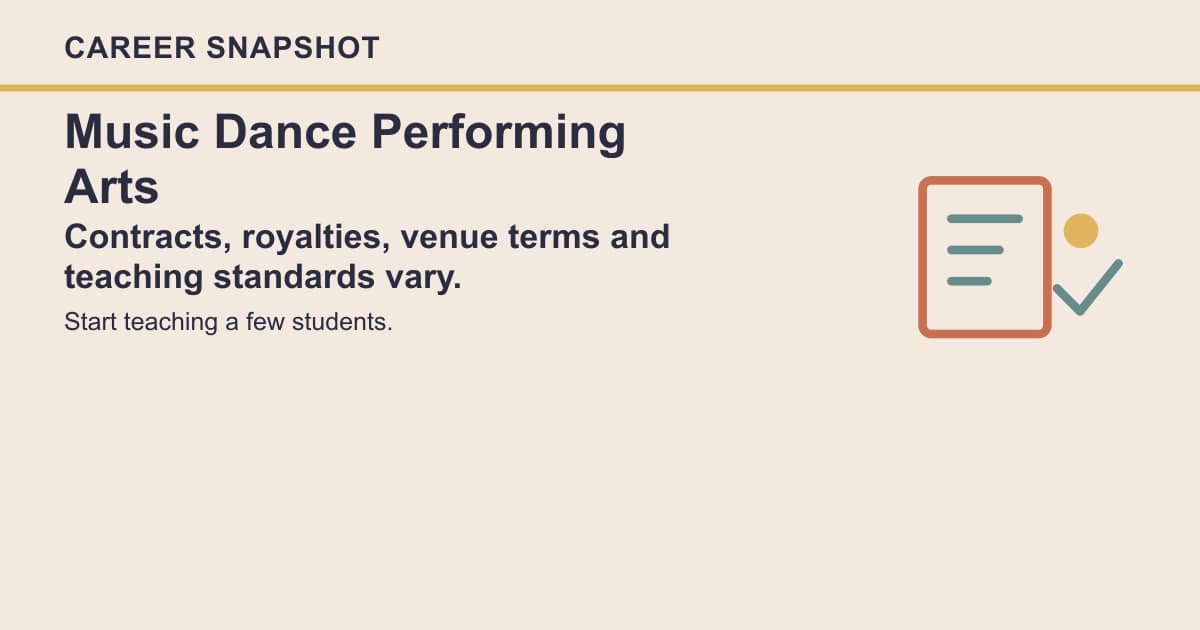 CAREER SNAPSHOT
Music Dance Performing
Arts
Contracts, royalties, venue terms and
teaching standards vary.
Start teaching a few students.